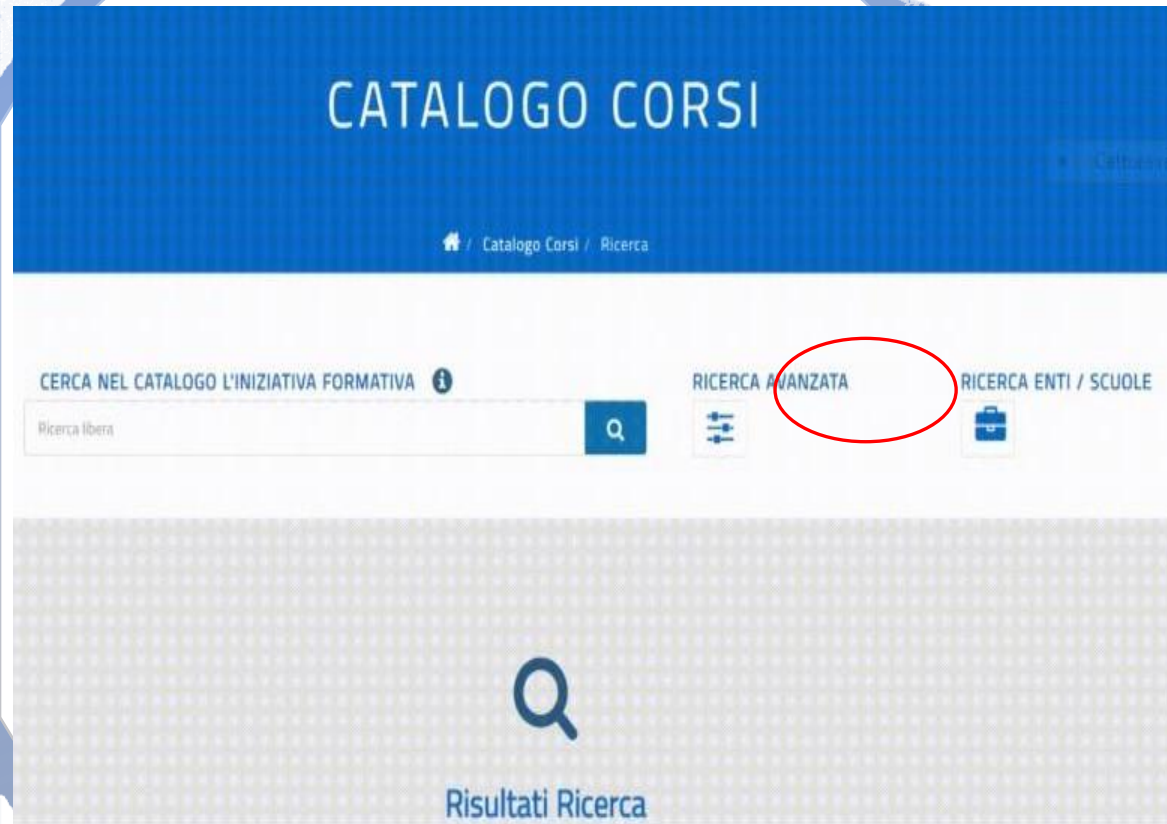 CATALOGO CORSI
/ Catalogo Corsi / Ricerca
CERCA NEL CATALOGO L'INIZIATIVA FORMATIVA
RICERCA AVANZATA
RICERCA ENTI / SCUOLE
Ricerca libera
Risultati Ricerca